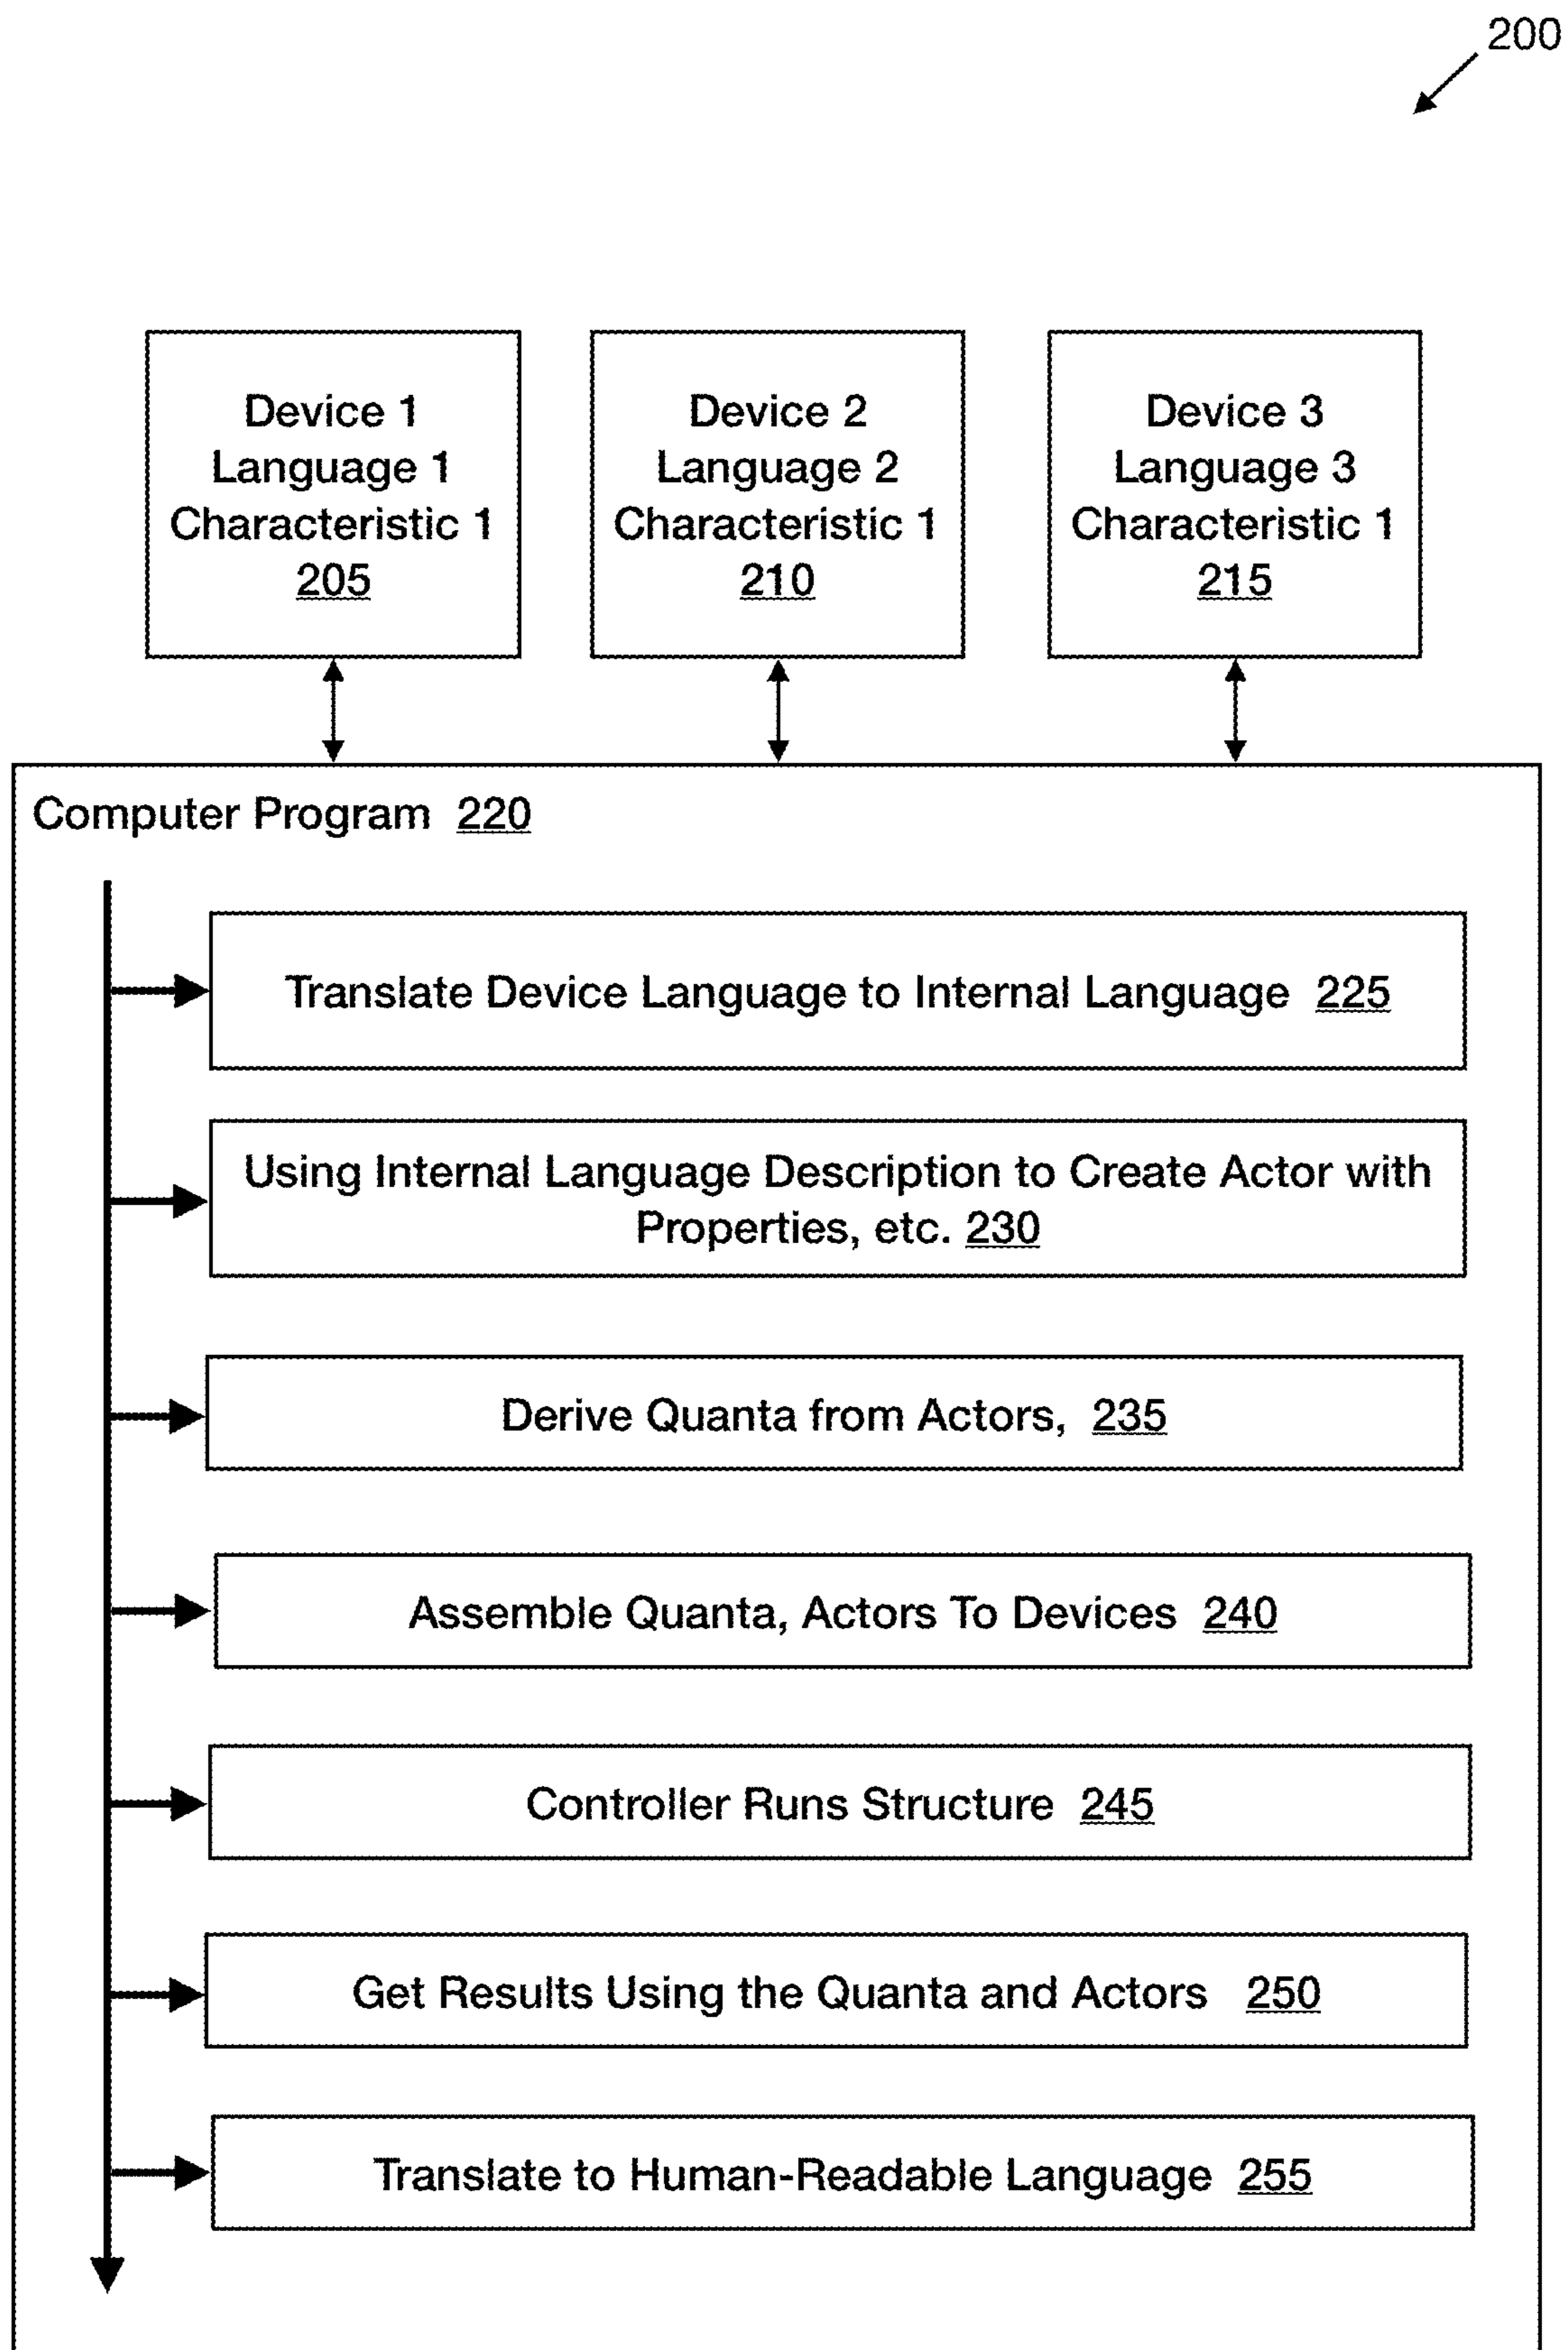 200
Device 1
Language 1
Characteristic 1
205
Device 2
Language 2
Characteristic 1
210
Device 3
Language 3
Characteristic 1
215
Computer Program 220
Translate Device Language to Internal Language 225
Using Internal Language Description to Create Actor with
Properties, etc. 230
Derive Quanta from Actors, 235
Assemble Quanta, Actors To Devices 240
Controller Runs Structure 245
Get Results Using the Quanta and Actors 250
Translate to Human-Readable Language 255